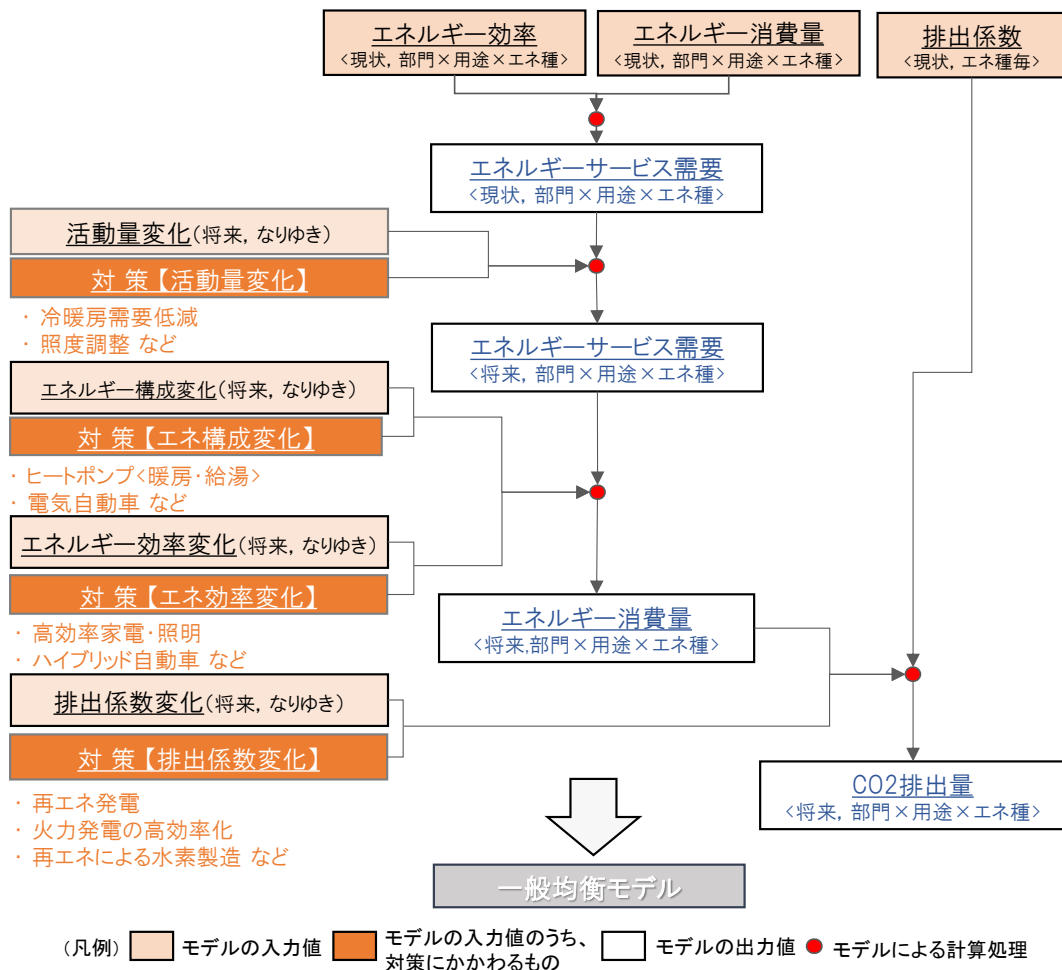 エネルギー効率
<現状, 部門×用途×エネ種>
エネルギー消費量
<現状, 部門×用途×エネ種>
排出係数
<現状, エネ種毎>
エネルギーサービス需要
<現状, 部門×用途×エネ種>
活動量変化(将来, なりゆき)
対 策【活動量変化】
・ 冷暖房需要低減
・ 照度調整 など
エネルギーサービス需要
<将来, 部門×用途×エネ種>
エネルギー構成変化(将来, なりゆき)
対 策【エネ構成変化】
・ ヒートポンプ<暖房・給湯>
・ 電気自動車 など
エネルギー効率変化(将来, なりゆき)
対 策【エネ効率変化】
・ 高効率家電・照明
・ ハイブリッド自動車 など
エネルギー消費量
<将来,部門×用途×エネ種>
排出係数変化(将来, なりゆき)
対 策【排出係数変化】
・ 再エネ発電
・ 火力発電の高効率化
・ 再エネによる水素製造 など
CO2排出量
<将来, 部門×用途×エネ種>
一般均衡モデル
(凡例)
モデルの入力値
モデルの入力値のうち、
対策にかかわるもの
モデルの出力値
モデルによる計算処理